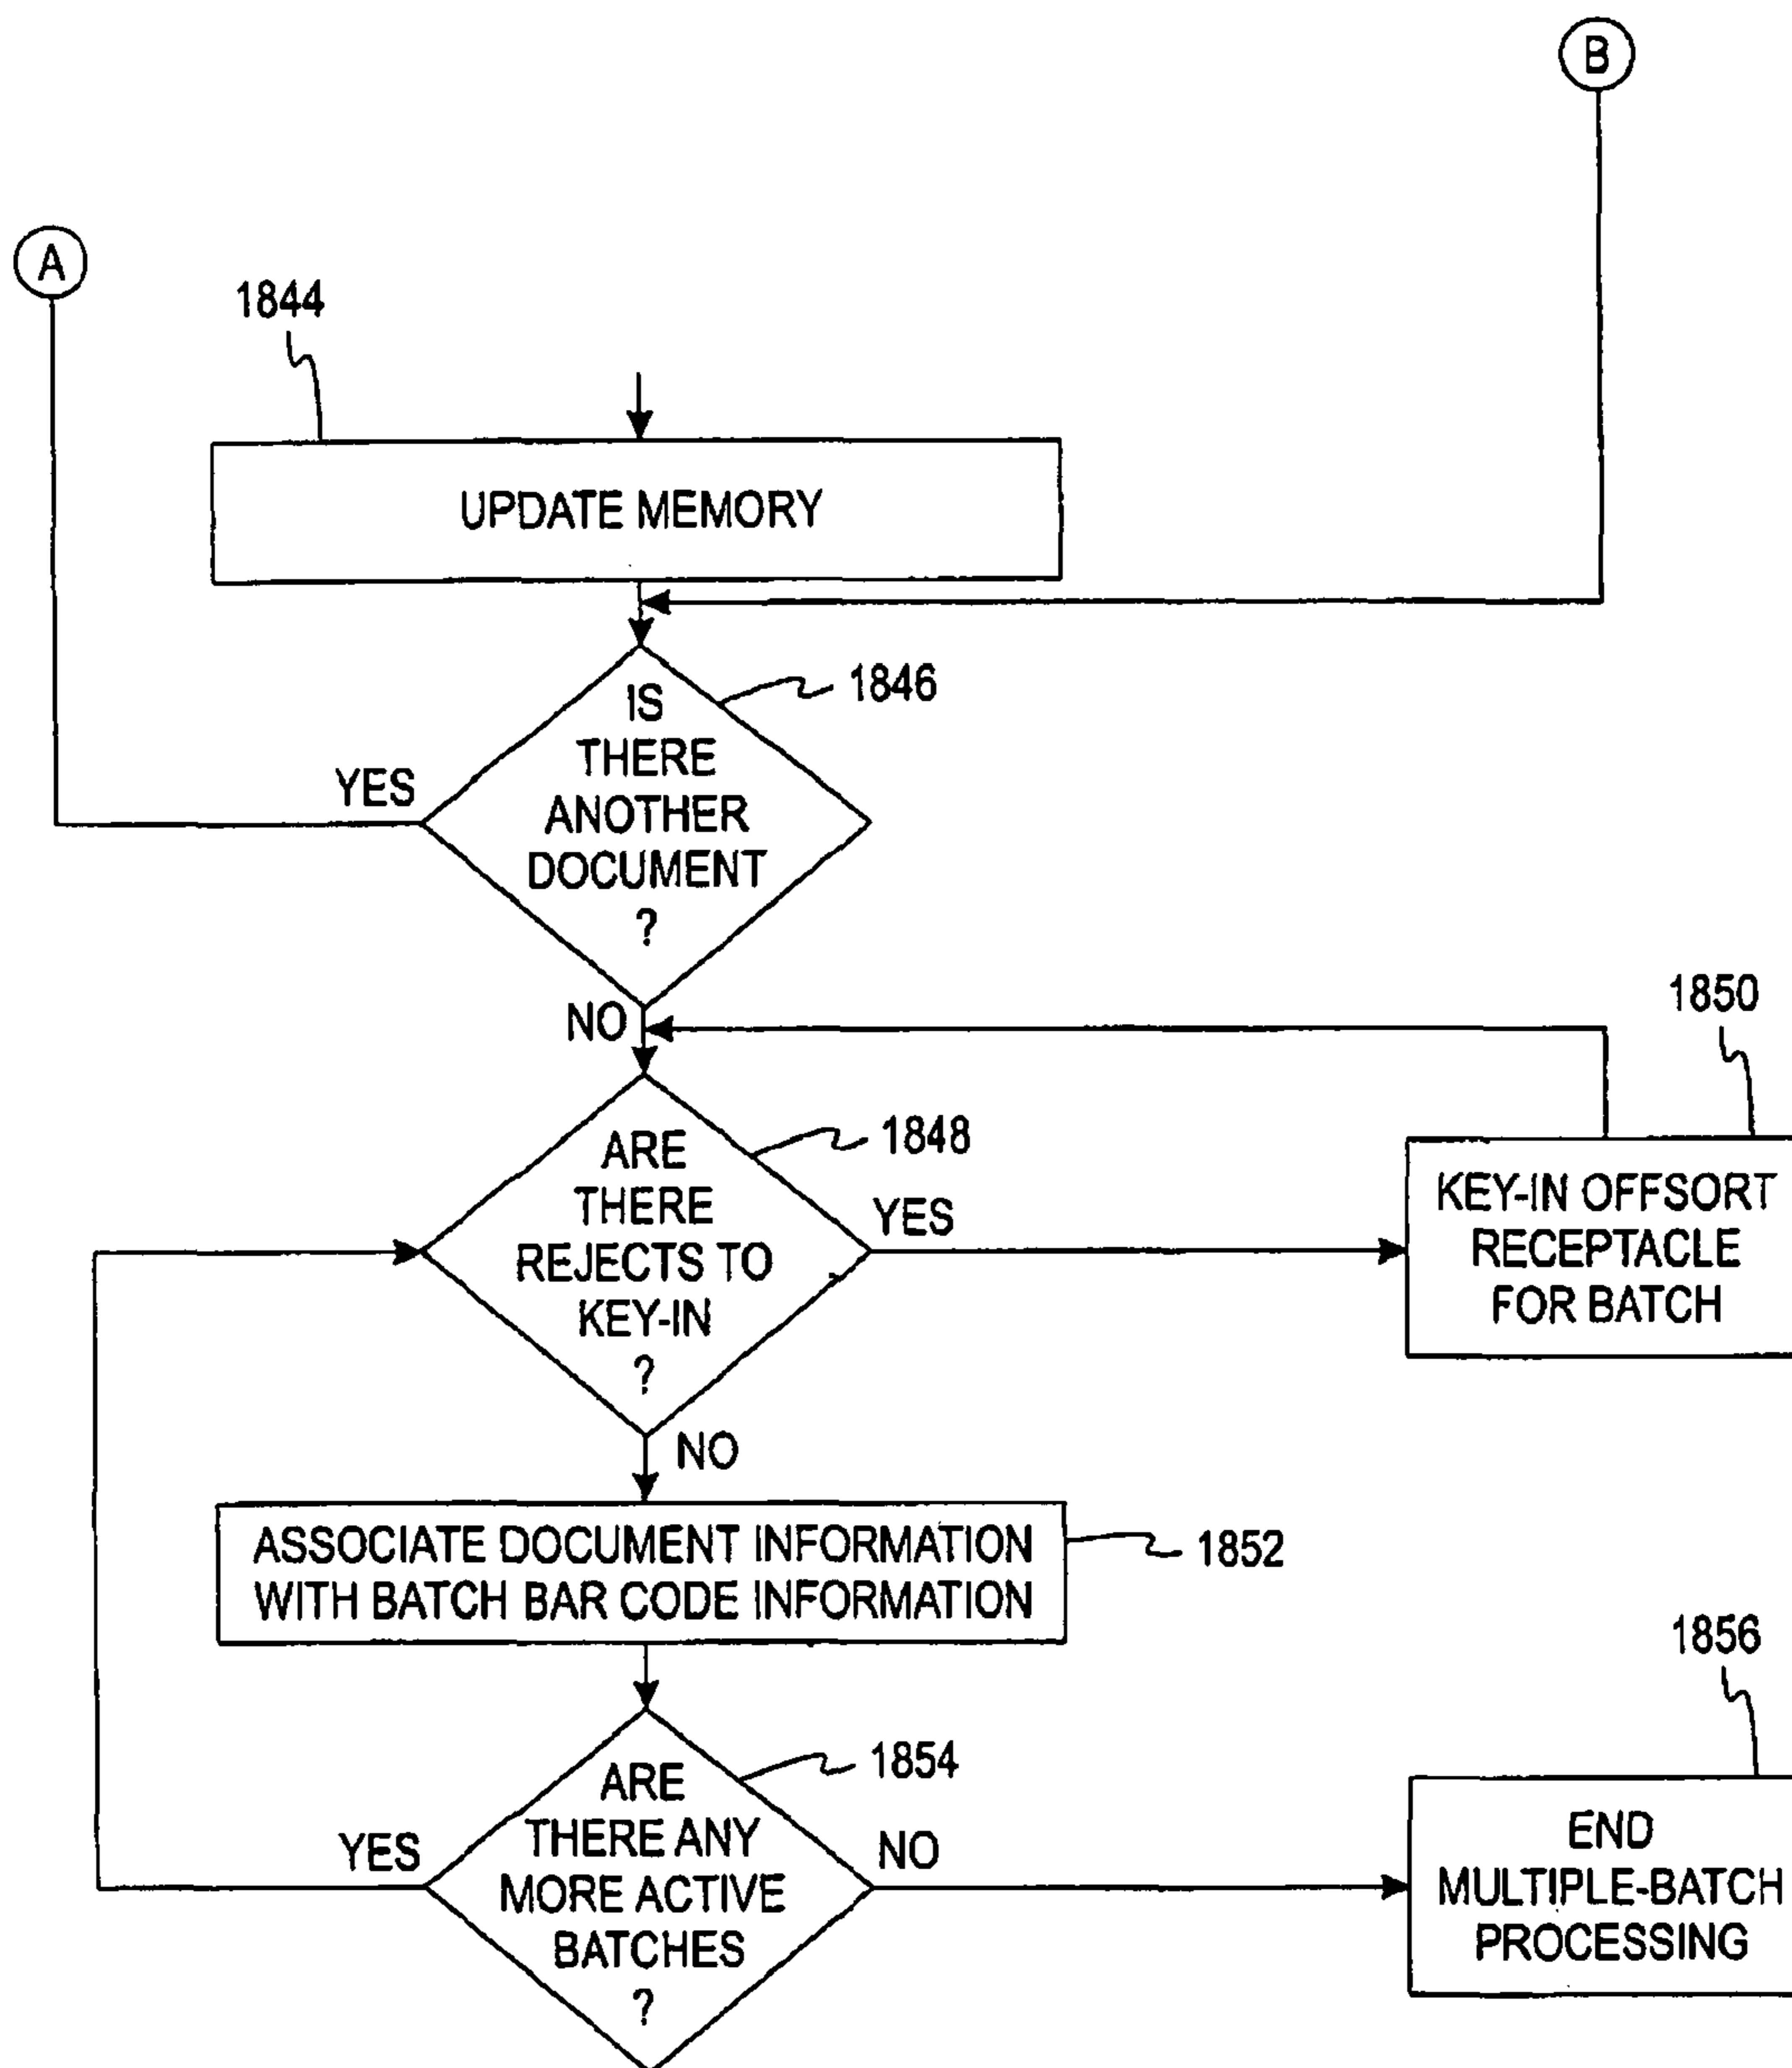 B
A
1844
UPDATE MEMORY
1846
IS
THERE
ANOTHER
DOCUMENT
?
YES
NO
1850
1848
ARE
THERE
REJECTS TO
KEY-IN
?
YES
KEY-IN OFFSORT
RECEPTACLE
FOR BATCH
NO
ASSOCIATE DOCUMENT INFORMATION
WITH BATCH BAR CODE INFORMATION
1852
1856
1854
ARE
THERE ANY
MORE ACTIVE
BATCHES
?
YES
NO
END
MULTIPLE-BATCH
PROCESSING